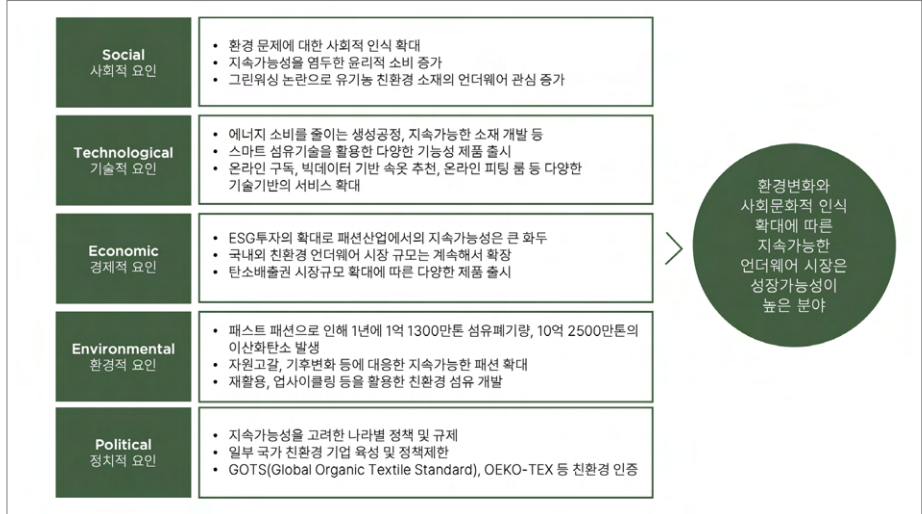 Social
사회적 요인
• 환경 문제에 대한 사회적 인식 확대
• 지속가능성을 염두한 윤리적 소비 증가
• 그린워싱 논란으로 유기농 친환경 소재의 언더웨어 관심 증가
Technological
기술적 요인
• 에너지 소비를 줄이는 생성공정, 지속가능한 소재 개발 등
• 스마트 섬유기술을 활용한 다양한 기능성 제품 출시
• 온라인 구독, 빅데이터 기반 속옷 추천, 온라인 피팅 룸 등 다양한
기술기반의 서비스 확대
Economic
경제적 요인
• ESG투자의 확대로 패션산업에서의 지속가능성은 큰 화두
• 국내외 친환경 언더웨어 시장 규모는 계속해서 확장
• 탄소배출권 시장규모 확대에 따른 다양한 제품 출시
Environmental
환경적 요인
• 패스트 패션으로 인해 1년에 1억 1300만톤 섬유폐기량, 10억 2500만톤의
이산화탄소 발생
• 자원고갈, 기후변화 등에 대응한 지속가능한 패션 확대
• 재활용, 업사이클링 등을 활용한 친환경 섬유 개발
Political
정치적 요인
• 지속가능성을 고려한 나라별 정책 및 규제
• 일부 국가 친환경 기업 육성 및 정책제한
• GOTS(Global Organic Textile Standard), OEKO-TEX 등 친환경 인증
환경변화와
사회문화적 인식
확대에 따른
지속가능한
언더웨어 시장은
성장가능성이
높은 분야